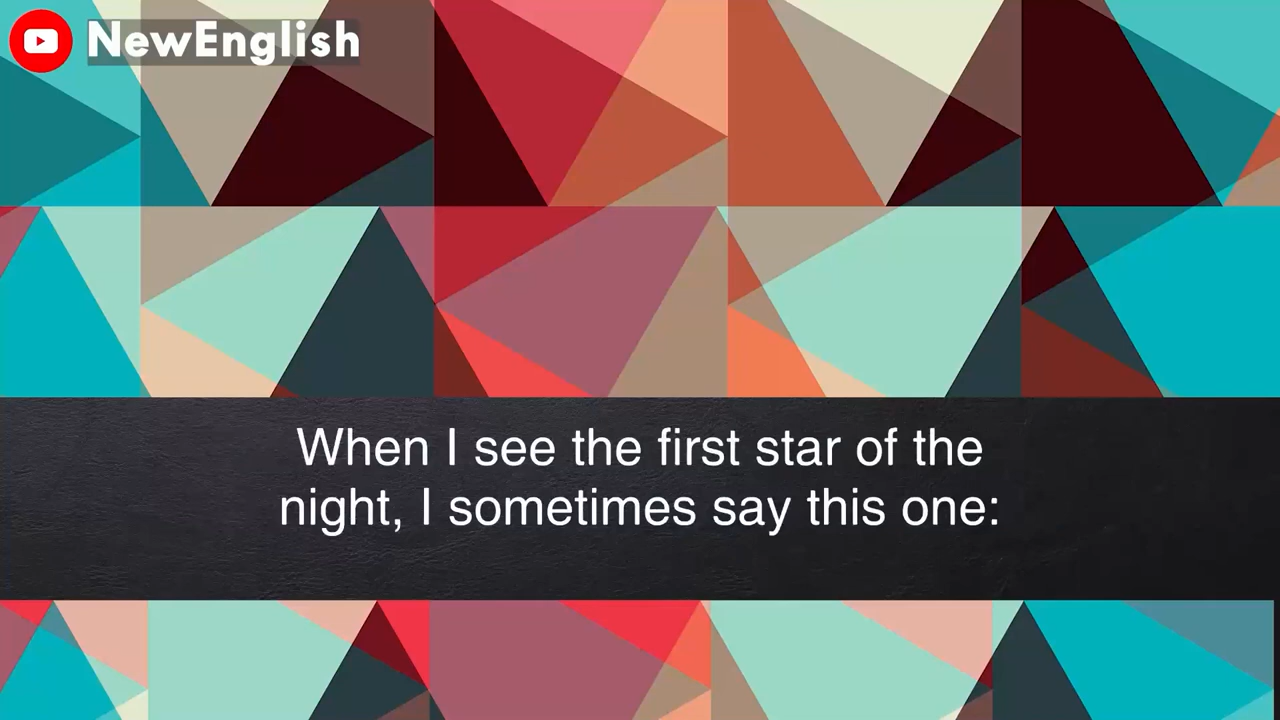 NewEnglish
When I see the first star of the
night, I sometimes say this one: